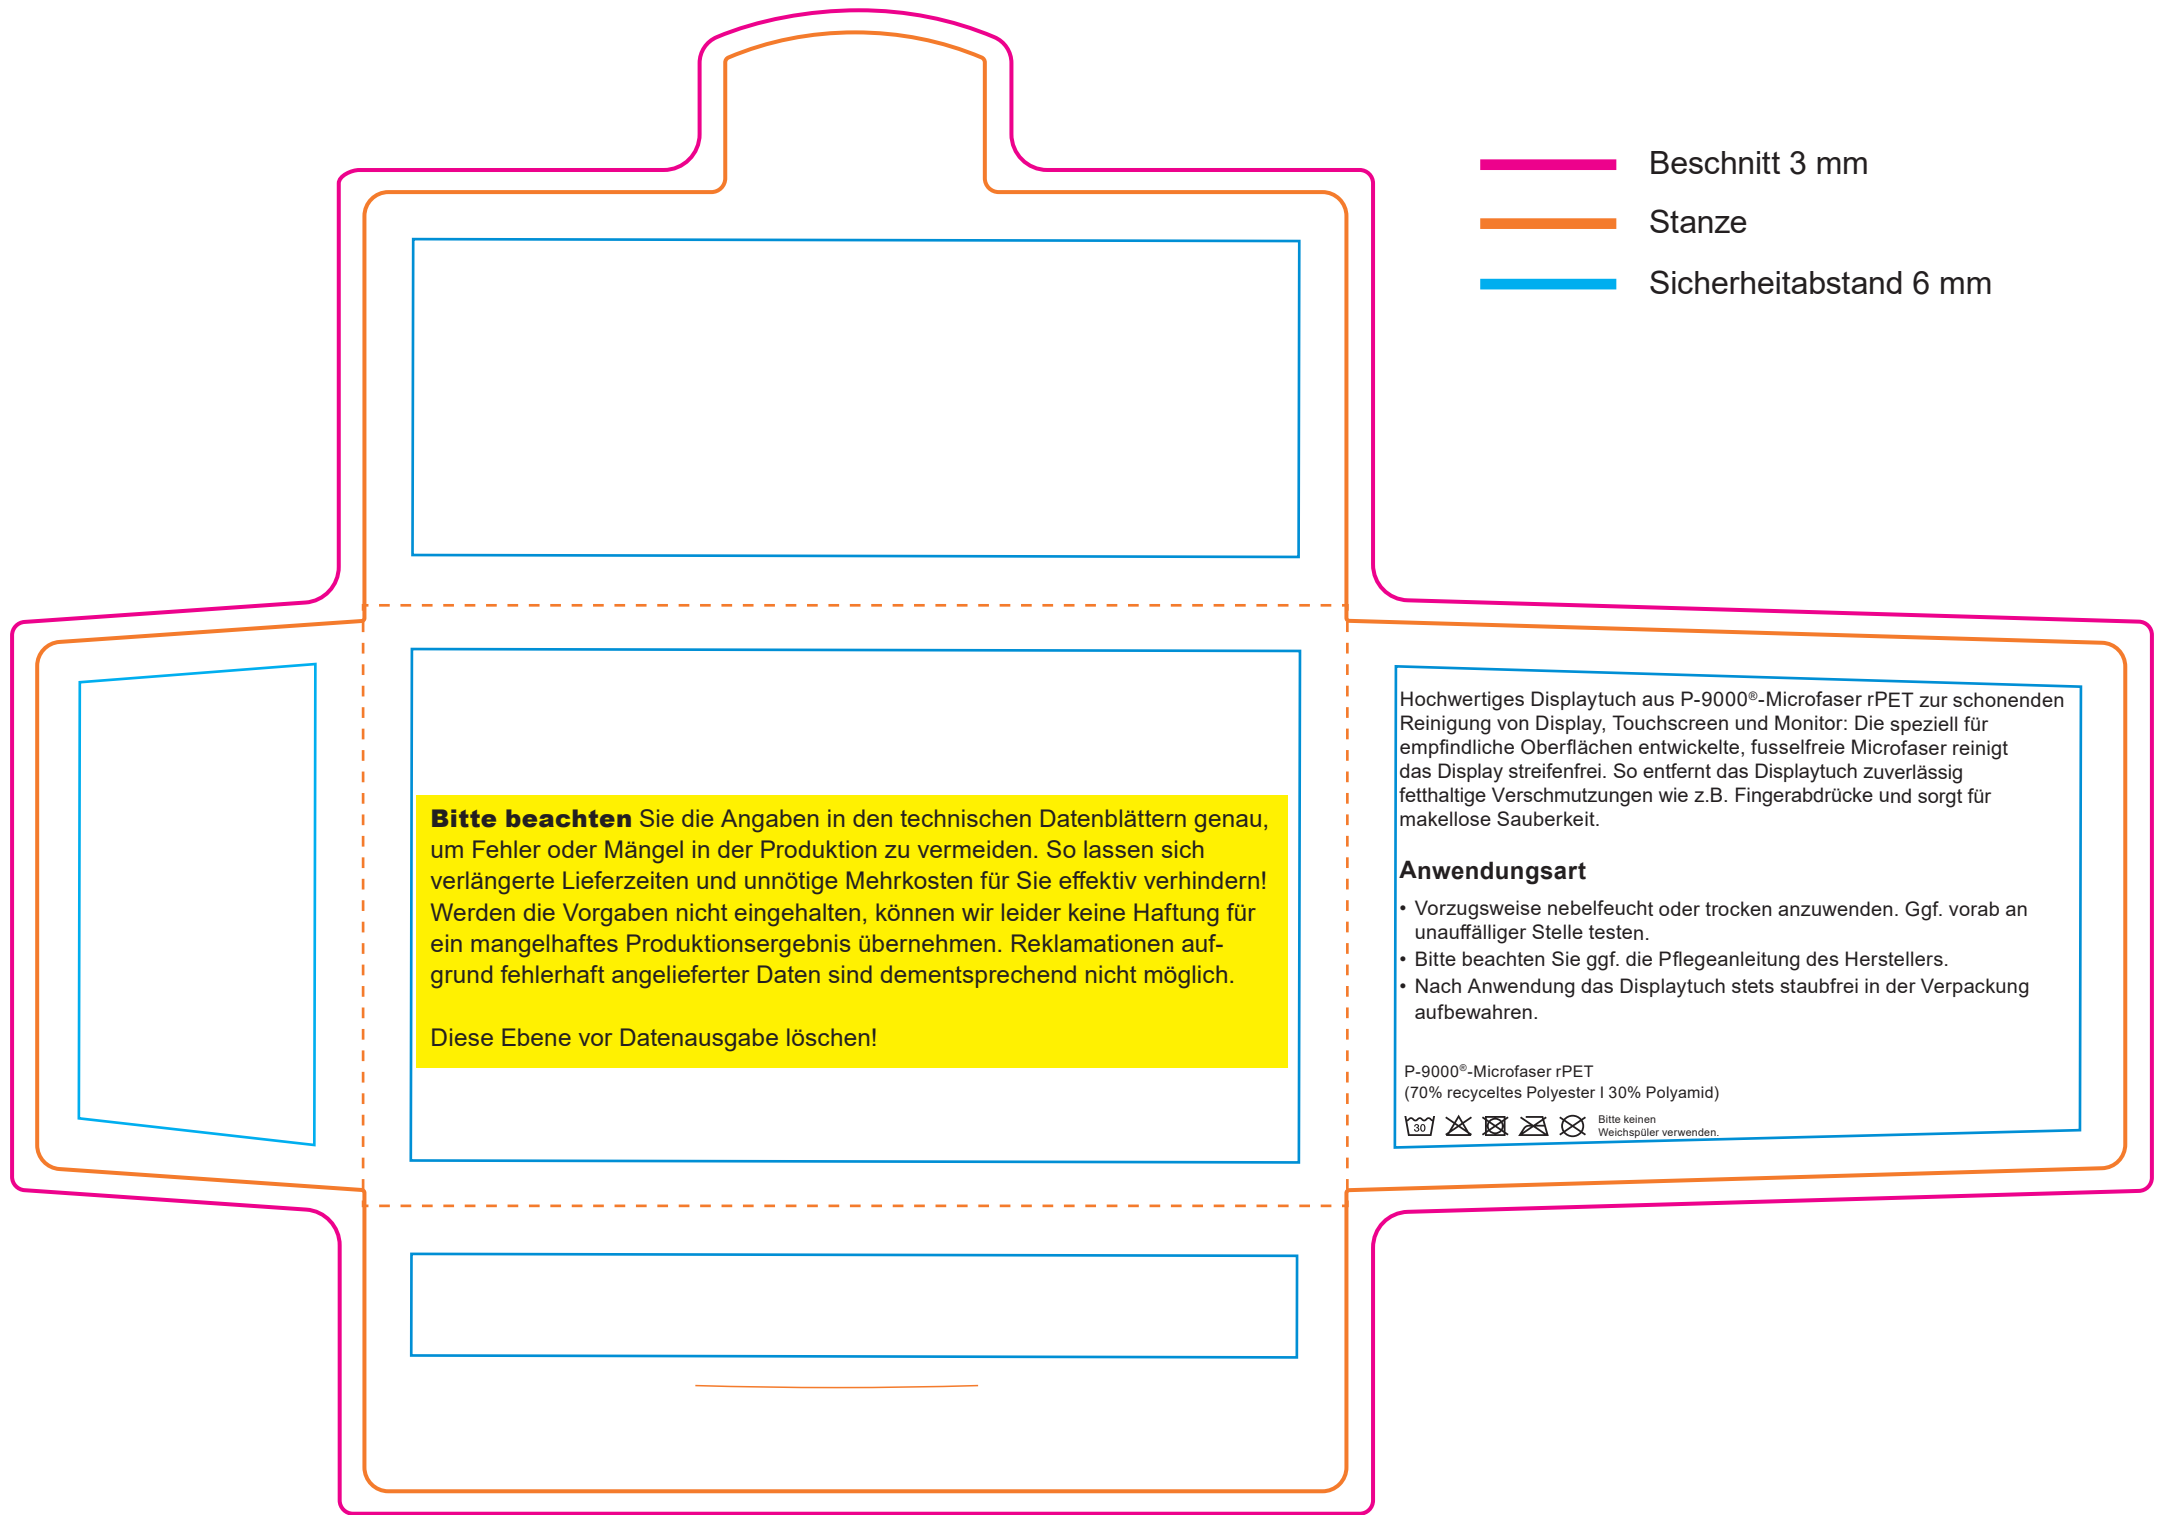 Beschnitt 3 mm
Stanze
Sicherheitabstand 6 mm
Bitte beachten Sie die Angaben in den technischen Datenblättern genau,
um Fehler oder Mängel in der Produktion zu vermeiden. So lassen sich
verlängerte Lieferzeiten und unnötige Mehrkosten für Sie effektiv verhindern!
Werden die Vorgaben nicht eingehalten, können wir leider keine Haftung für
ein mangelhaftes Produktionsergebnis übernehmen. Reklamationen auf-
grund fehlerhaft angelieferter Daten sind dementsprechend nicht möglich.
Diese Ebene vor Datenausgabe löschen!
Hochwertiges Displaytuch aus P-9000®-Microfaser rPET zur schonenden
Reinigung von Display, Touchscreen und Monitor: Die speziell für
empfindliche Oberflächen entwickelte, fusselfreie Microfaser reinigt
das Display streifenfrei. So entfernt das Displaytuch zuverlässig
fetthaltige Verschmutzungen wie z.B. Fingerabdrücke und sorgt für
makellose Sauberkeit.
Anwendungsart
• Vorzugsweise nebelfeucht oder trocken anzuwenden. Ggf. vorab an
unauffälliger Stelle testen.
• Bitte beachten Sie ggf. die Pflegeanleitung des Herstellers.
• Nach Anwendung das Displaytuch stets staubfrei in der Verpackung
aufbewahren.
P-9000®-Microfaser rPET
(70% recyceltes Polyester I 30% Polyamid)
30
Bitte keinen
Weichspüler verwenden.